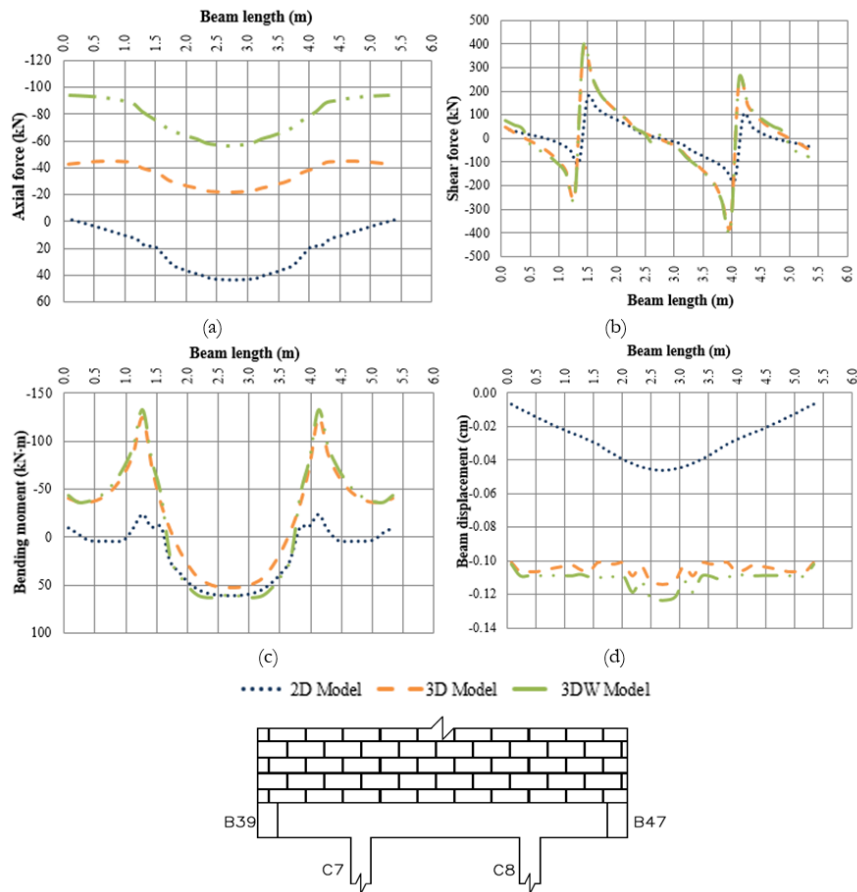 Beam length (m)
0.0 0.5 1.0 1.5 2.0 2.5 3.0 3.5 4.0 4.5 5.0 5.5 6.0
-120
-100
-80
-60
-40
-20
0
20
40
60
Axial force (kN)
(a)
500
400
300
200
100
0
-100
-200
-300
-400
-500
Shear force (kN)
0.0 0.5 1.0 1.5 2.0 2.5 3.0 3.5 4.0 4.5 5.0 5.5 6.0
Beam length (m)
(b)
Beam length (m)
0.0 0.5 1.0 1.5 2.0 2.5 3.0 3.5 4.0 4.5 5.0 5.5 6.0
-150
-100
-50
0
50
100
Bending moment (kN·m)
(c)
Beam length (m)
0.0 0.5 1.0 1.5 2.0 2.5 3.0 3.5 4.0 4.5 5.0 5.5 6.0
0.00
-0.02
-0.04
-0.06
-0.08
-0.10
-0.12
-0.14
Beam displacement (cm)
(d)
2D Model 3D Model 3DW Model
B39 B47
C7 C8